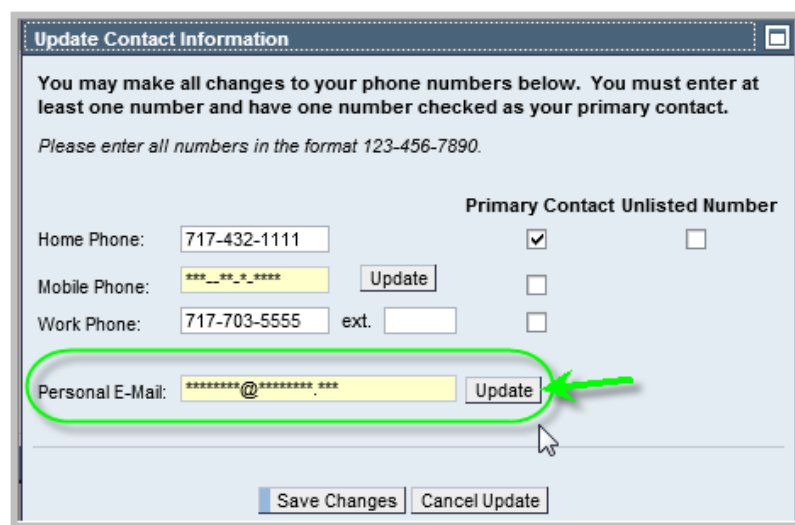 Update Contact Information
You may make all changes to your phone numbers below. You must enter at
least one number and have one number checked as your primary contact.
Please enter all numbers in the format 123-456-7890.
Primary Contact Unlisted Number
Home Phone: 717-432-1111
Mobile Phone: ***__**_*_**** Update
Work Phone: 717-703-5555 ext.
Personal E-Mail: ********@********.*** Update
Save Changes Cancel Update